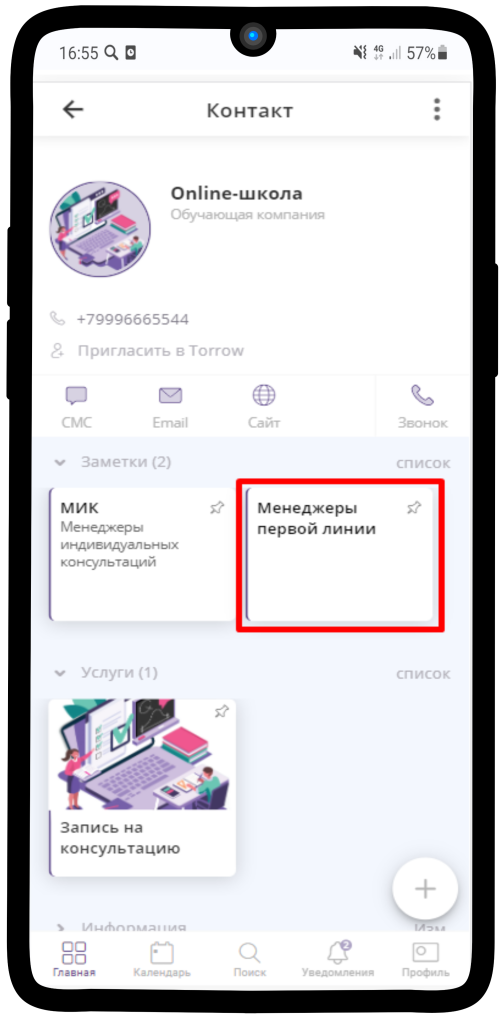 16:55
4G
57%
Контакт
Online-школа
Обучающая компания
+79996665544
Пригласить в Torrow
СМС
Email
Сайт
Звонок
Заметки (2)
список
МИК
Менеджеры
индивидуальных
консультаций
Менеджеры
первой линии
Услуги (1)
список
Запись на
консультацию
Информация
Изм
Главная
Календарь
Поиск
2
Уведомления
Профиль